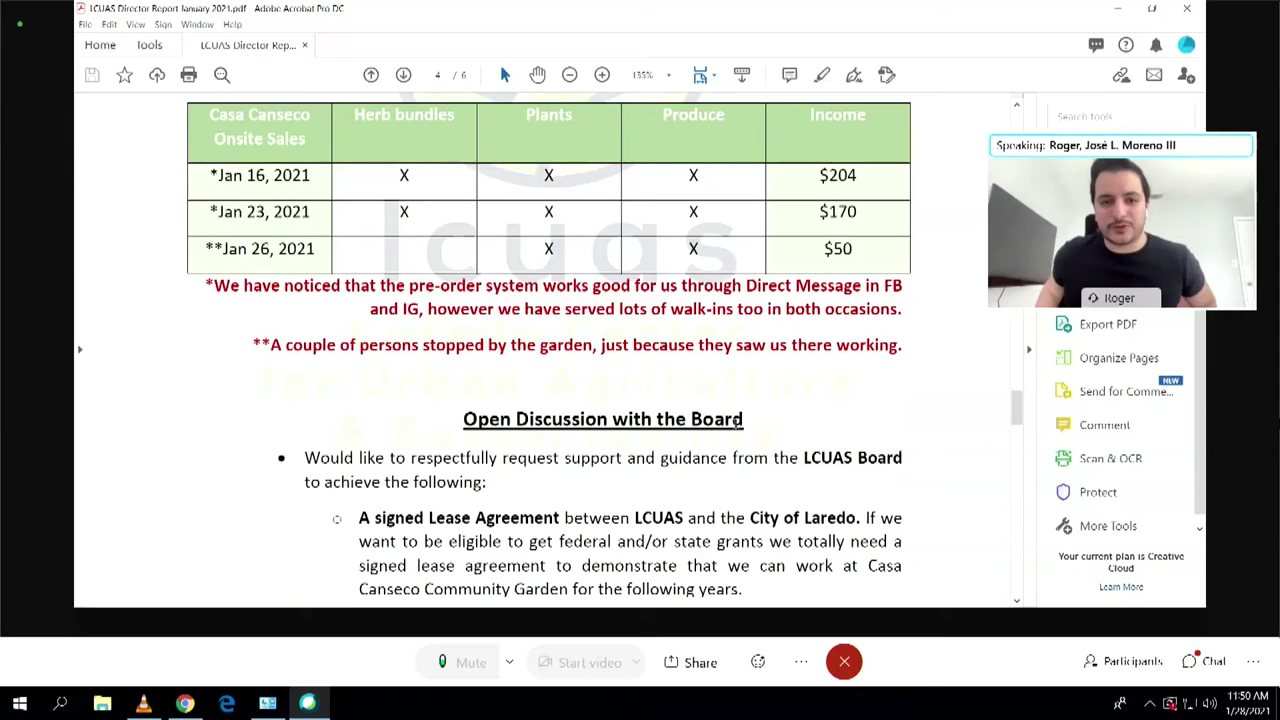 LCUAS Director Report January 2021.pdf - Adobe Acrobat Pro DC
File Edit View Sign Window Help
Home Tools LCUAS Director Rep... ×
4 / 6 135%
Search tools
Casa Canseco Onsite Sales Herb bundles Plants Produce Income
*Jan 16, 2021 X X X $204
*Jan 23, 2021 X X X $170
**Jan 26, 2021 X X $50
lcuas
*We have noticed that the pre-order system works good for us through Direct Message in FB
and IG, however we have served lots of walk-ins too in both occasions.
**A couple of persons stopped by the garden, just because they saw us there working.
for Urban Agriculture
Open Discussion with the Board
• Would like to respectfully request support and guidance from the LCUAS Board
to achieve the following:
○ A signed Lease Agreement between LCUAS and the City of Laredo. If we
want to be eligible to get federal and/or state grants we totally need a
signed lease agreement to demonstrate that we can work at Casa
Canseco Community Garden for the following years.
Speaking: Roger, José L. Moreno III
Roger
Export PDF
Organize Pages
NEW
Send for Comme...
Comment
Scan & OCR
Protect
More Tools
Your current plan is Creative
Cloud
Learn More
Mute Start video Share ... Participants Chat ...
11:50 AM
1/28/2021